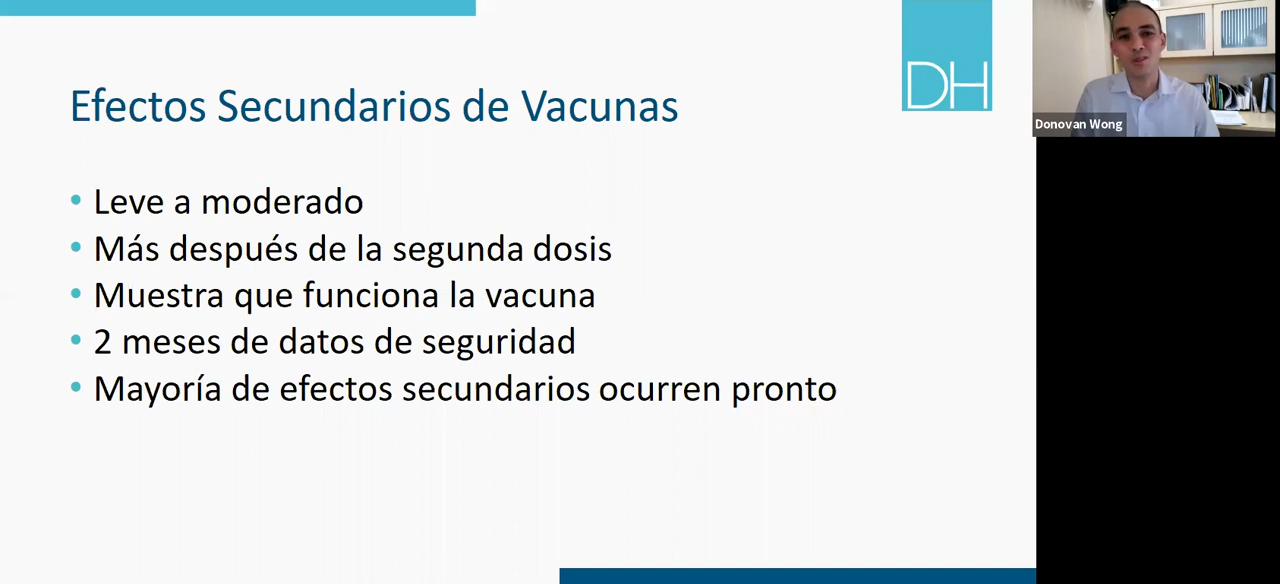 DH
Efectos Secundarios de Vacunas
Donovan Wong
• Leve a moderado
• Más después de la segunda dosis
• Muestra que funciona la vacuna
• 2 meses de datos de seguridad
• Mayoría de efectos secundarios ocurren pronto